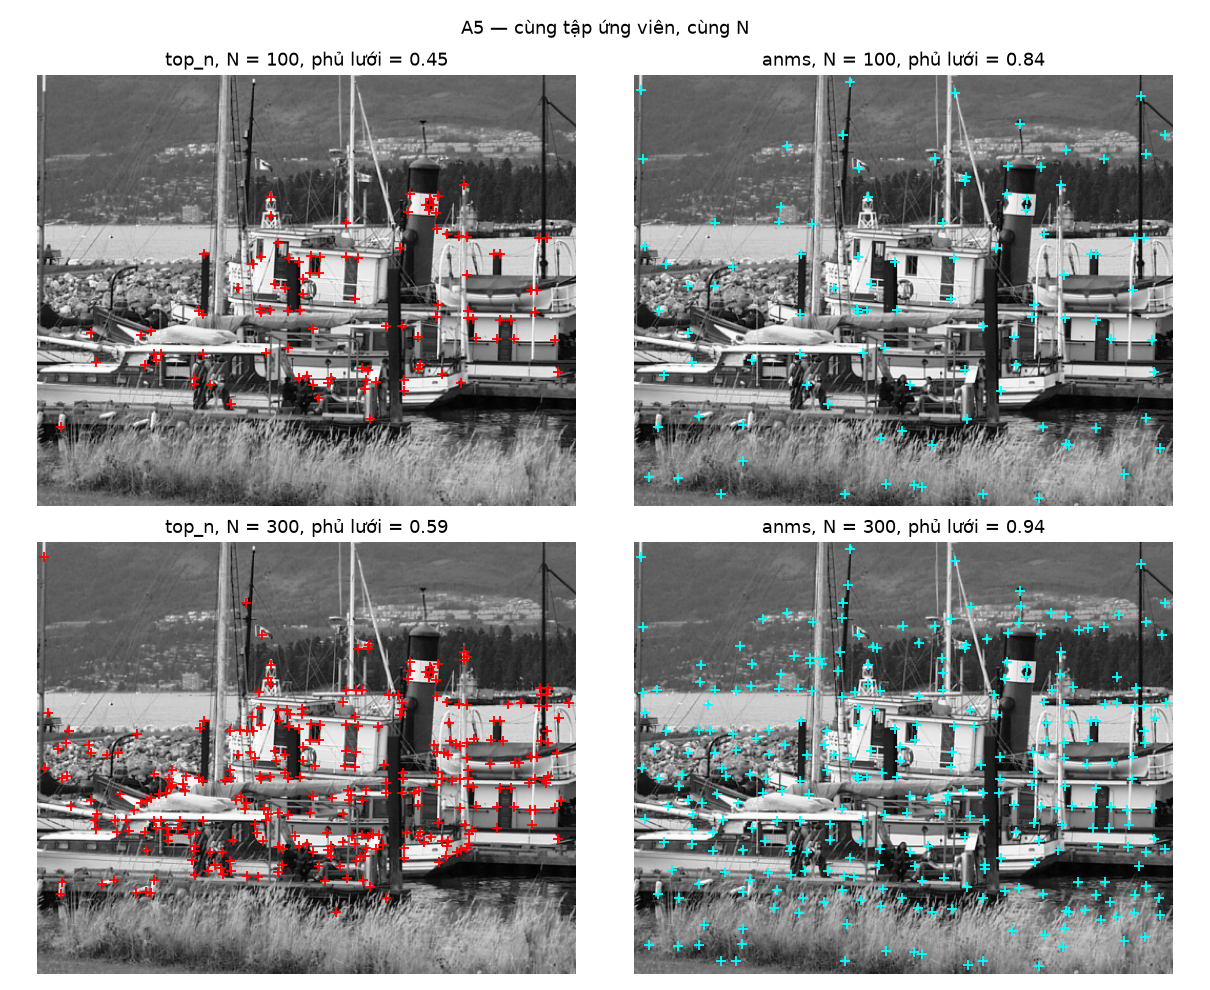 A5 — cùng tập ứng viên, cùng N
top_n, N = 100, phủ lưới = 0.45
anms, N = 100, phủ lưới = 0.84
top_n, N = 300, phủ lưới = 0.59
anms, N = 300, phủ lưới = 0.94